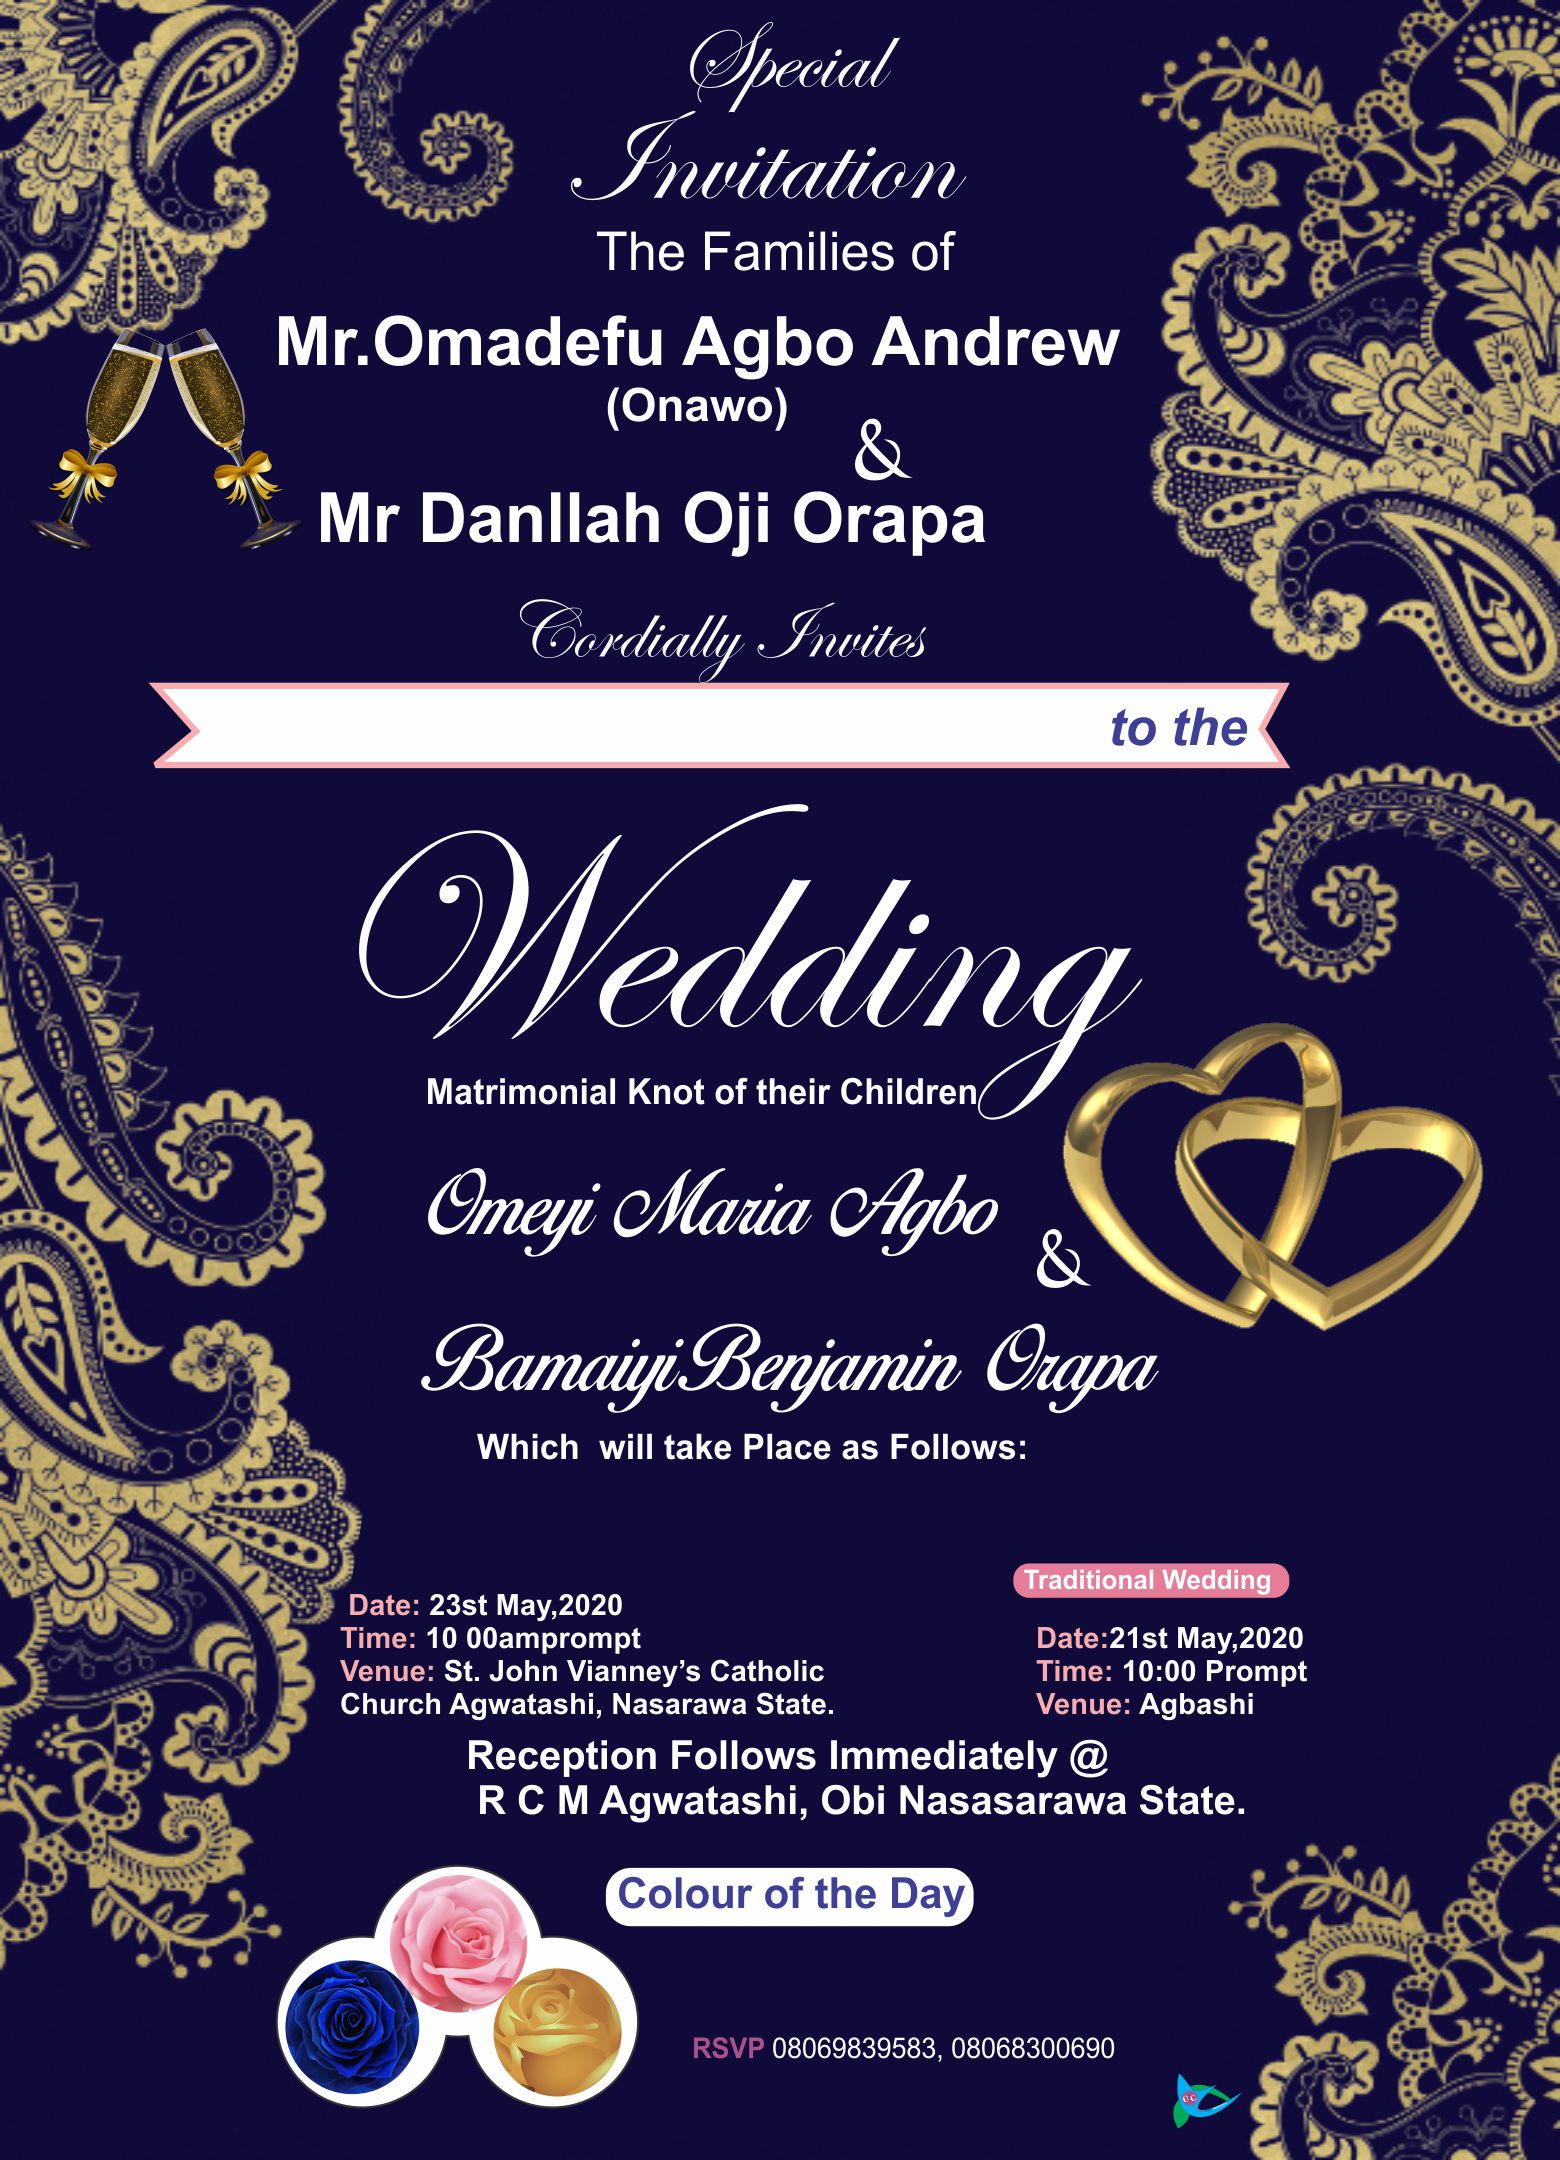 Special
Invitation
The Families of
Mr.Omadefu Agbo Andrew
(Onawo)
&
Mr Danllah Oji Orapa
Cordially Invites
to the
Wedding
Matrimonial Knot of their Children
Omeyi Maria Agbo
&
BamaiyiBenjamin Orapa
Which will take Place as Follows:
Date: 23st May,2020
Time: 10 00amprompt
Venue: St. John Vianney’s Catholic
Church Agwatashi, Nasarawa State.
Traditional Wedding
Date:21st May,2020
Time: 10:00 Prompt
Venue: Agbashi
Reception Follows Immediately @
R C M Agwatashi, Obi Nasasarawa State.
Colour of the Day
RSVP 08069839583, 08068300690